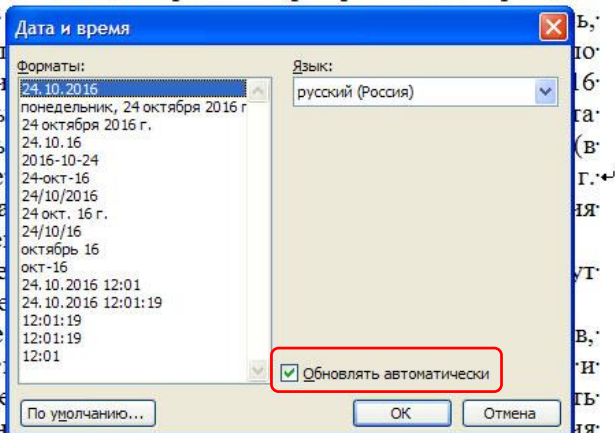 Дата и время
Форматы:
24.10.2016
понедельник, 24 октября 2016 г
24 октября 2016 г.
24.10.16
2016-10-24
24-окт-16
24/10/2016
24 окт. 16 г.
24/10/16
октябрь 16
окт-16
24.10.2016 12:01
24.10.2016 12:01:19
12:01:19
12:01:19
12:01
Язык:
русский (Россия)
Обновлять автоматически
По умолчанию...
ОК
Отмена